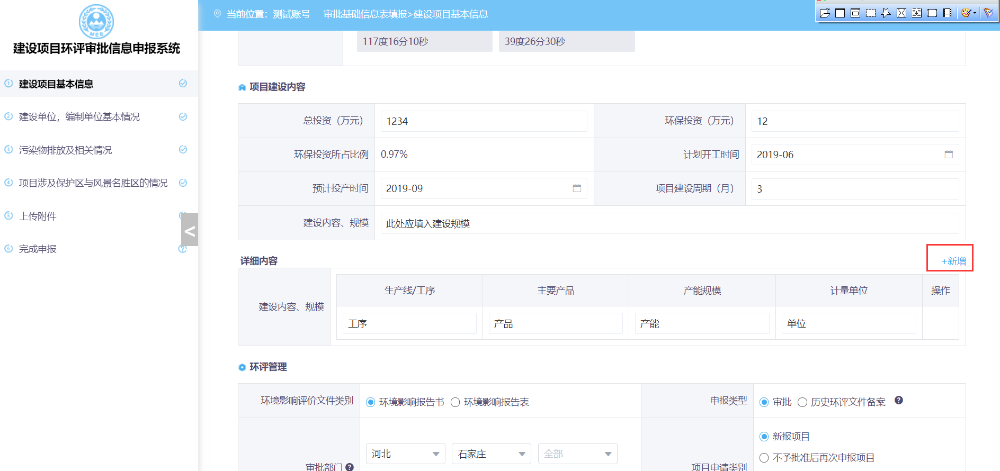 MEE
建设项目环评审批信息申报系统
当前位置：测试账号 审批基础信息表填报>建设项目基本信息
1 建设项目基本信息
2 建设单位，编制单位基本情况
3 污染物排放及相关情况
4 项目涉及保护区与风景名胜区的情况
5 上传附件
6 完成申报 ?
<
117度16分10秒 39度26分30秒
项目建设内容
总投资（万元） 1234 环保投资（万元） 12
环保投资所占比例 0.97% 计划开工时间 2019-06
预计投产时间 2019-09 项目建设周期（月） 3
建设内容、规模 此处应填入建设规模
详细内容 +新增
生产线/工序 主要产品 产能规模 计量单位 操作
建设内容、规模
工序 产品 产能 单位
环评管理
环境影响评价文件类别 环境影响报告书 环境影响报告表 申报类型 审批 历史环评文件备案 ?
新报项目
河北 石家庄 全部
不予批准后再次申报项目
审批部门 ? 项目申请类别